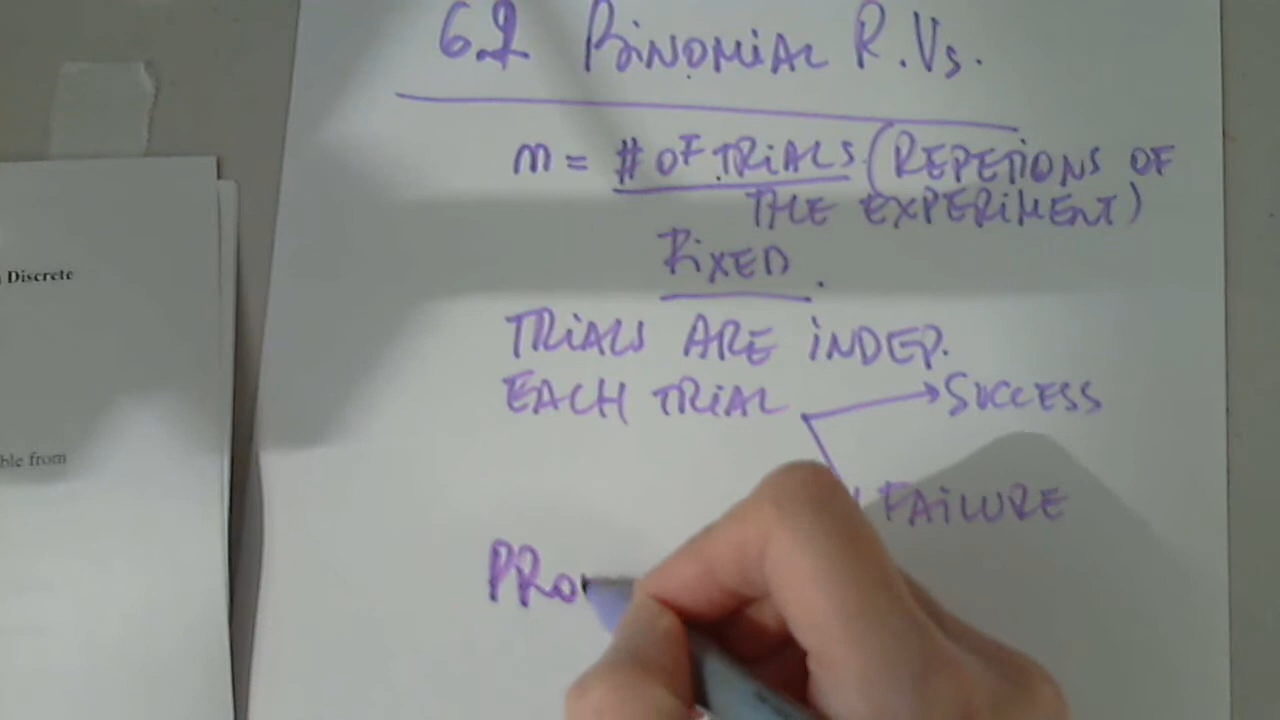 6.2 BiNOMiAL R.Vs.
n = # OF TRiALS (REPETiONS OF
THE EXPERiMENT)
FiXED.
TRiALS ARE iNDEP.
EACH TRiAL → SUCCESS
FAiLURE
PRO
Discrete
ble from